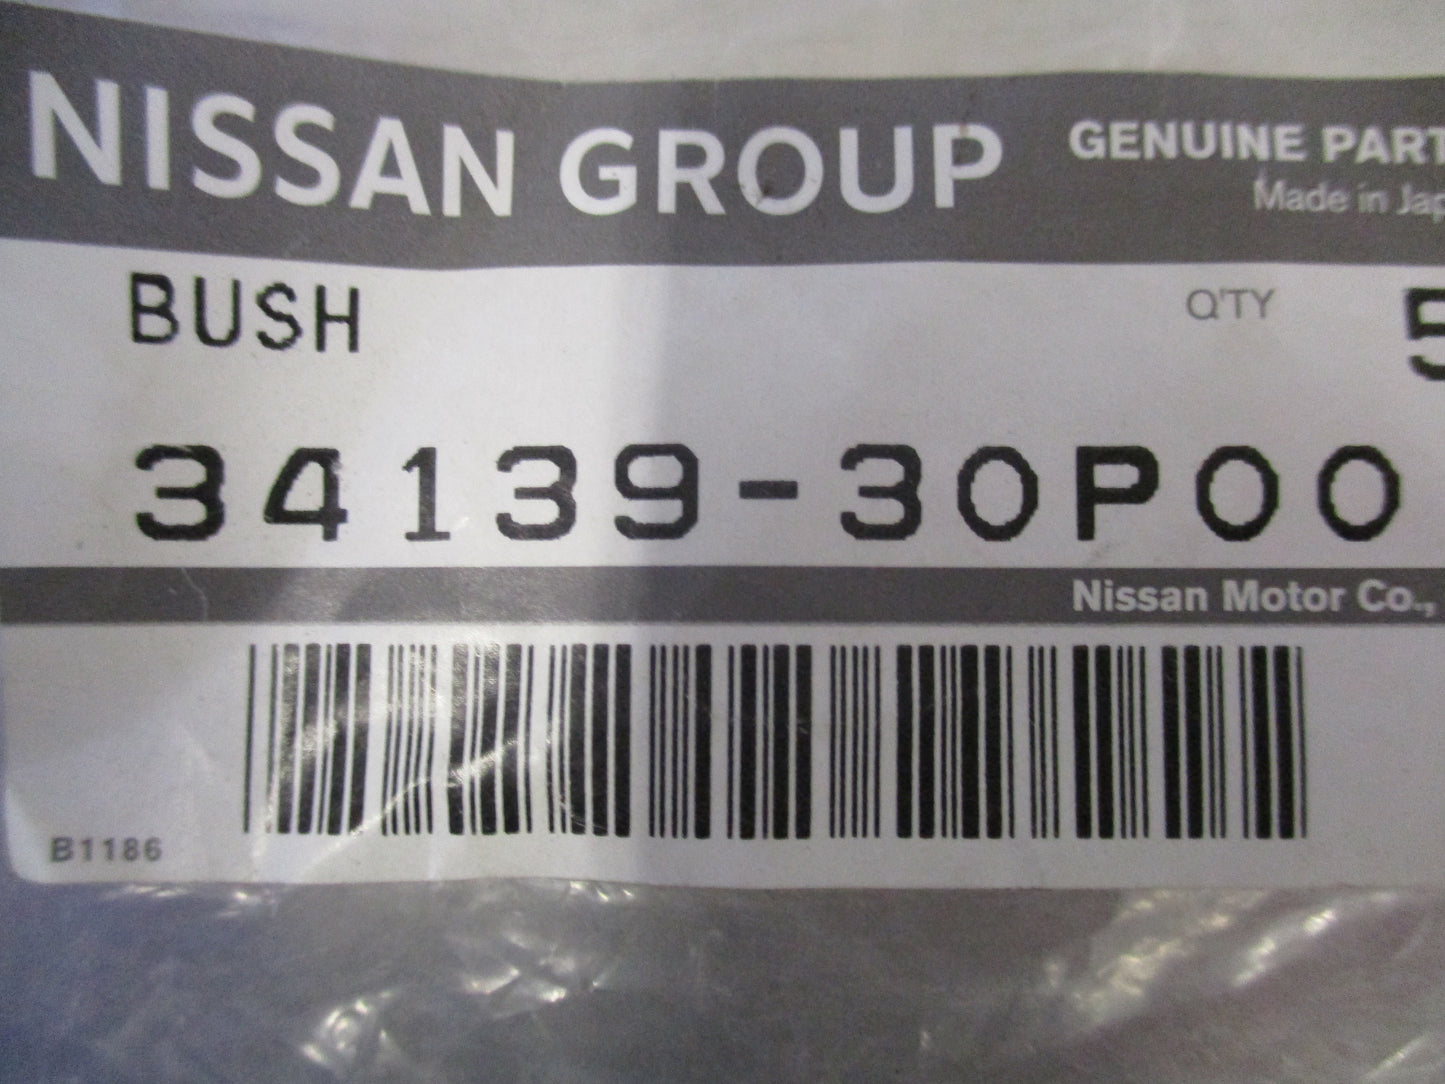 NISSAN GROUP GENUINE PART
Made in Jap
BUSH Q'TY 5
34139-30P00
Nissan Motor Co.,
B1186